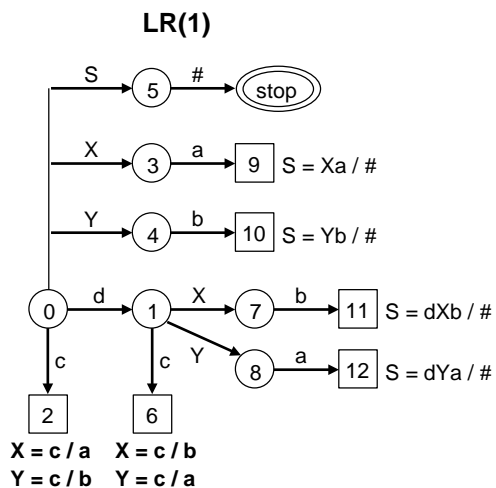 LR(1)
S 5 # stop
X 3 a 9 S = Xa / #
Y 4 b 10 S = Yb / #
0 d 1 X 7 b 11 S = dXb / #
c c Y 8 a 12 S = dYa / #
2 6
X = c / a X = c / b
Y = c / b Y = c / a